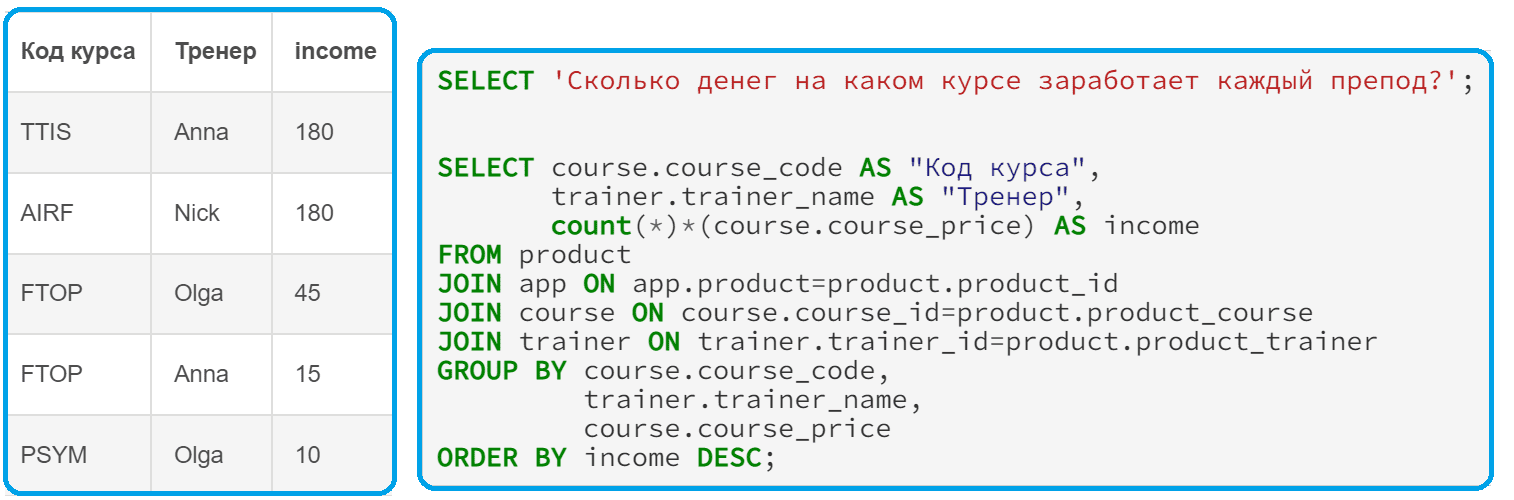 Код курса Тренер income
TTIS Anna 180
AIRF Nick 180
FTOP Olga 45
FTOP Anna 15
PSYM Olga 10
SELECT 'Сколько денег на каком курсе заработает каждый препод?';
SELECT course.course_code AS "Код курса",
trainer.trainer_name AS "Тренер",
count(*)*(course.course_price) AS income
FROM product
JOIN app ON app.product=product.product_id
JOIN course ON course.course_id=product.product_course
JOIN trainer ON trainer.trainer_id=product.product_trainer
GROUP BY course.course_code,
trainer.trainer_name,
course.course_price
ORDER BY income DESC;